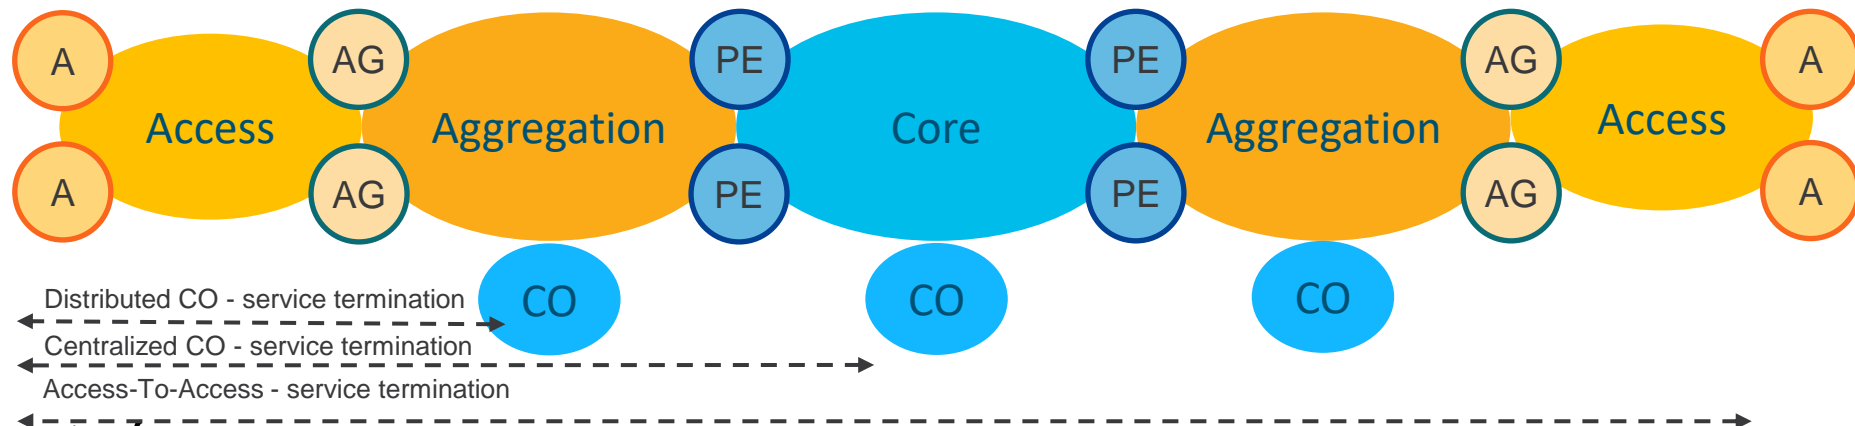 A AG PE PE AG A
Access Aggregation Core Aggregation Access
A AG PE PE AG A
CO CO CO
Distributed CO - service termination
Centralized CO - service termination
Access-To-Access - service termination